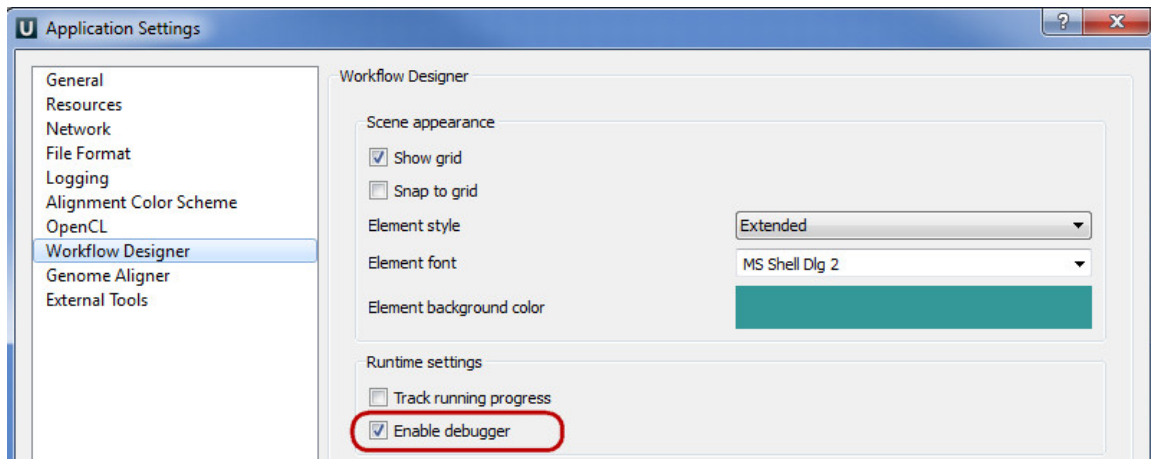 U Application Settings ? X
General
Resources
Network
File Format
Logging
Alignment Color Scheme
OpenCL
Workflow Designer
Genome Aligner
External Tools
Workflow Designer
Scene appearance
Show grid
Snap to grid
Element style Extended
Element font MS Shell Dlg 2
Element background color
Runtime settings
Track running progress
Enable debugger